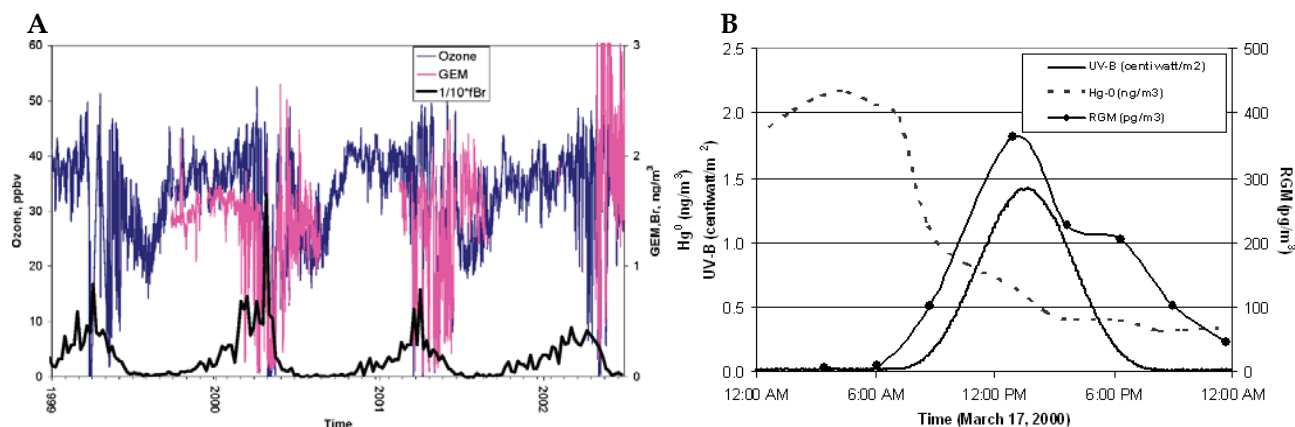 A
Ozone
GEM
1/10*fBr
60
50
40
30
20
10
0
Ozone, ppbv
3
2
1
0
GEM,Br, ng/m³
1999
2000
2001
2002
Time
B
UV-B (centiwatt/m2)
Hg-0 (ng/m3)
RGM (pg/m3)
2.5
2.0
1.5
1.0
0.5
0.0
Hg⁰ (ng/m³)
UV-B (centiwatt/m²)
500
400
300
200
100
0
RGM (pg/m³)
12:00 AM 6:00 AM 12:00 PM 6:00 PM 12:00 AM
Time (March 17, 2000)